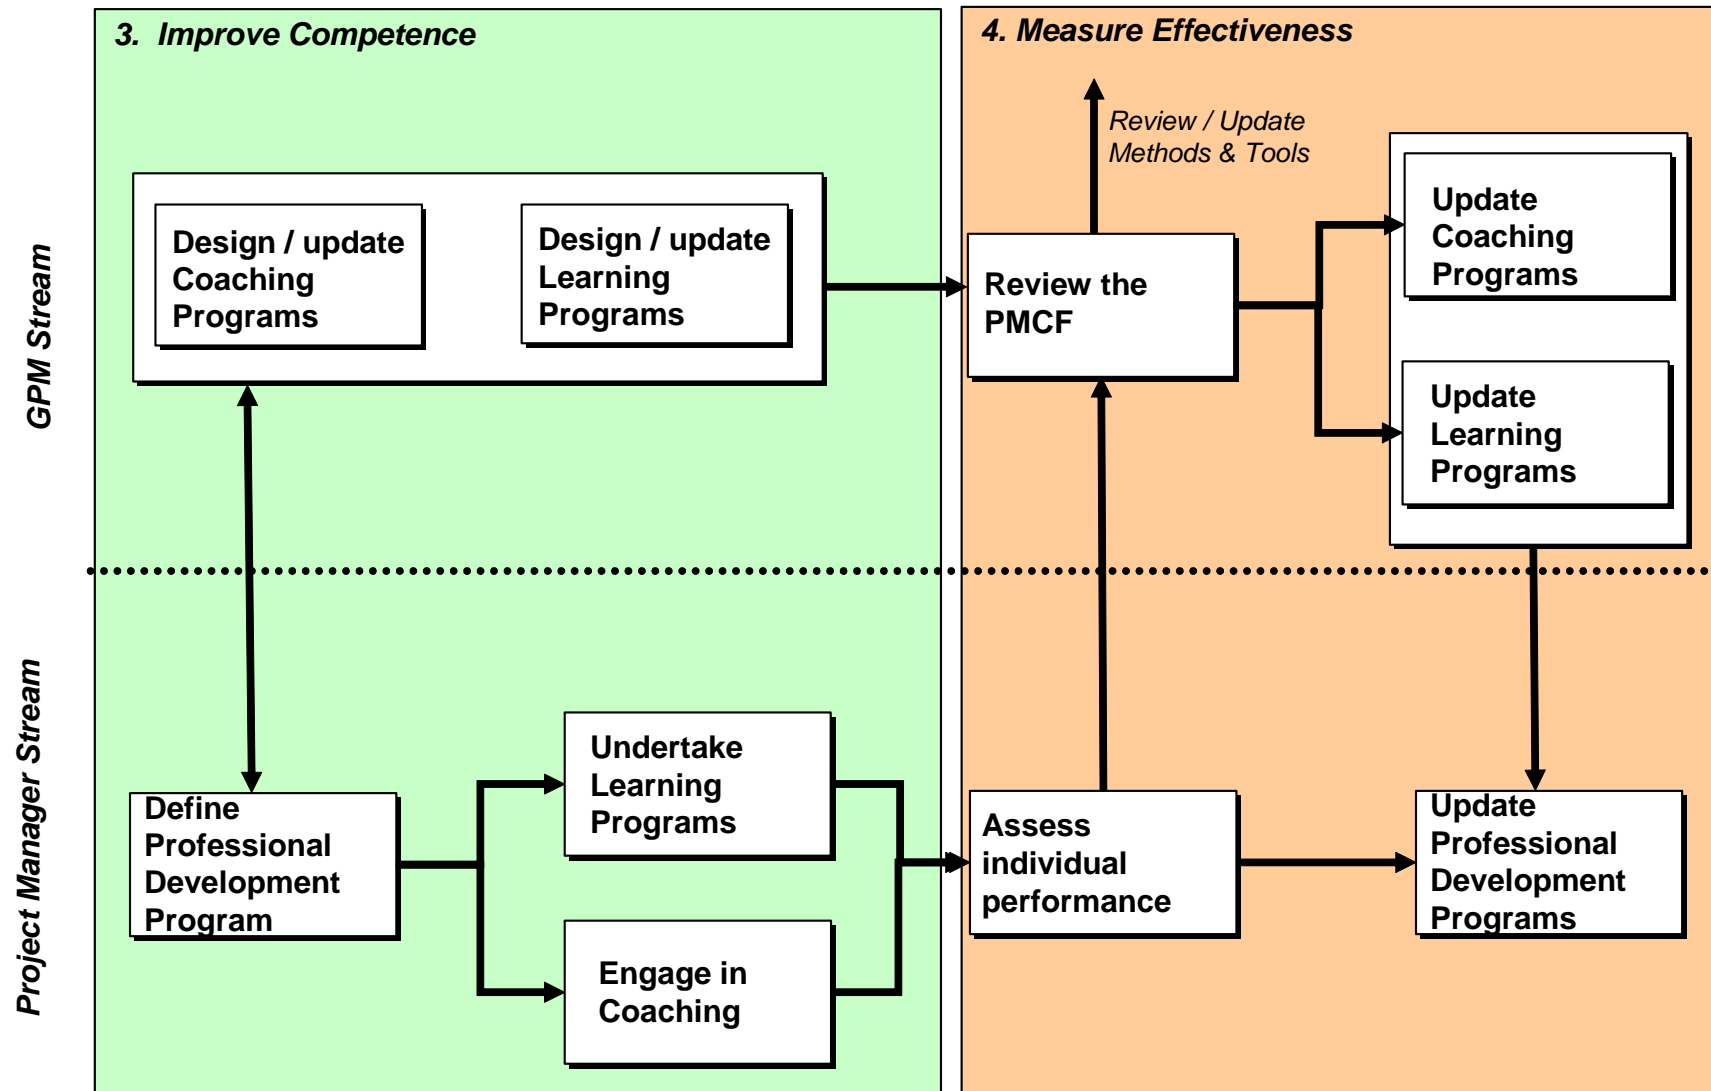 3. Improve Competence
4. Measure Effectiveness
Review / Update
Methods & Tools
GPM Stream
Design / update
Coaching
Programs
Design / update
Learning
Programs
Review the
PMCF
Update
Coaching
Programs
Update
Learning
Programs
Project Manager Stream
Define
Professional
Development
Program
Undertake
Learning
Programs
Engage in
Coaching
Assess
individual
performance
Update
Professional
Development
Programs